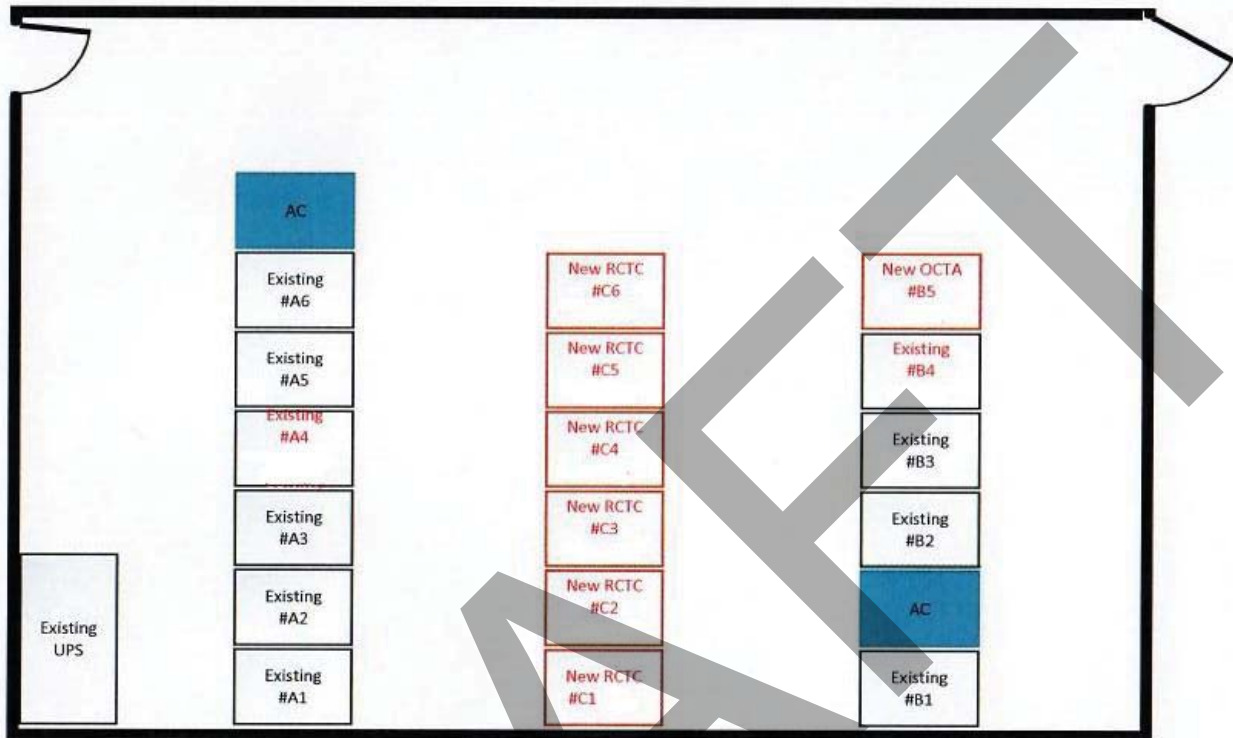 AC
Existing
#A6
Existing
#A5
Existing
#A4
Existing
#A3
Existing
#A2
Existing
#A1
Existing
UPS
New RCTC
#C6
New RCTC
#C5
New RCTC
#C4
New RCTC
#C3
New RCTC
#C2
New RCTC
#C1
New OCTA
#B5
Existing
#B4
Existing
#B3
Existing
#B2
AC
Existing
#B1
AFT